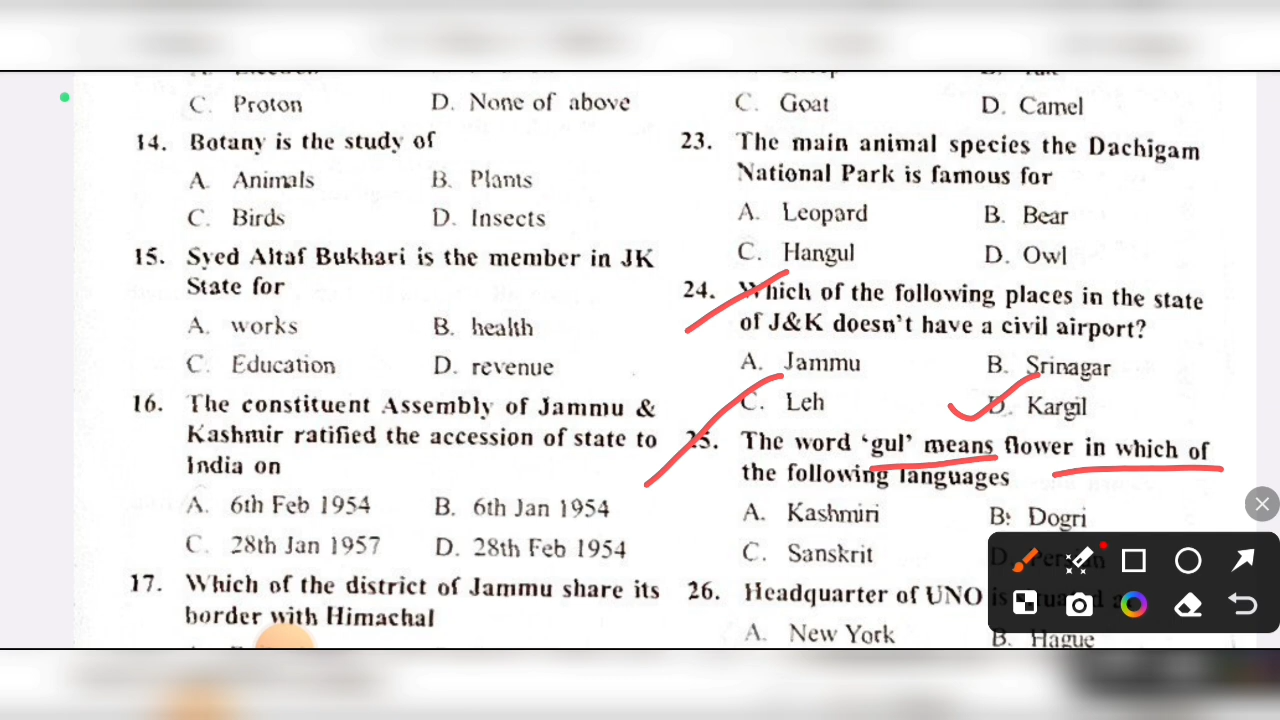 C. Proton D. None of above
14. Botany is the study of
A. Animals B. Plants
C. Birds D. Insects
15. Syed Altaf Bukhari is the member in JK
State for
A. works B. health
C. Education D. revenue
16. The constituent Assembly of Jammu &
Kashmir ratified the accession of state to
India on
A. 6th Feb 1954 B. 6th Jan 1954
C. 28th Jan 1957 D. 28th Feb 1954
17. Which of the district of Jammu share its
border with Himachal
C. Goat D. Camel
23. The main animal species the Dachigam
National Park is famous for
A. Leopard B. Bear
C. Hangul D. Owl
24. Which of the following places in the state
of J&K doesn't have a civil airport?
A. Jammu B. Srinagar
C. Leh D. Kargil
25. The word 'gul' means flower in which of
the following languages
A. Kashmiri B: Dogri
C. Sanskrit
26. Headquarter of UNO
A. New York B. Hague